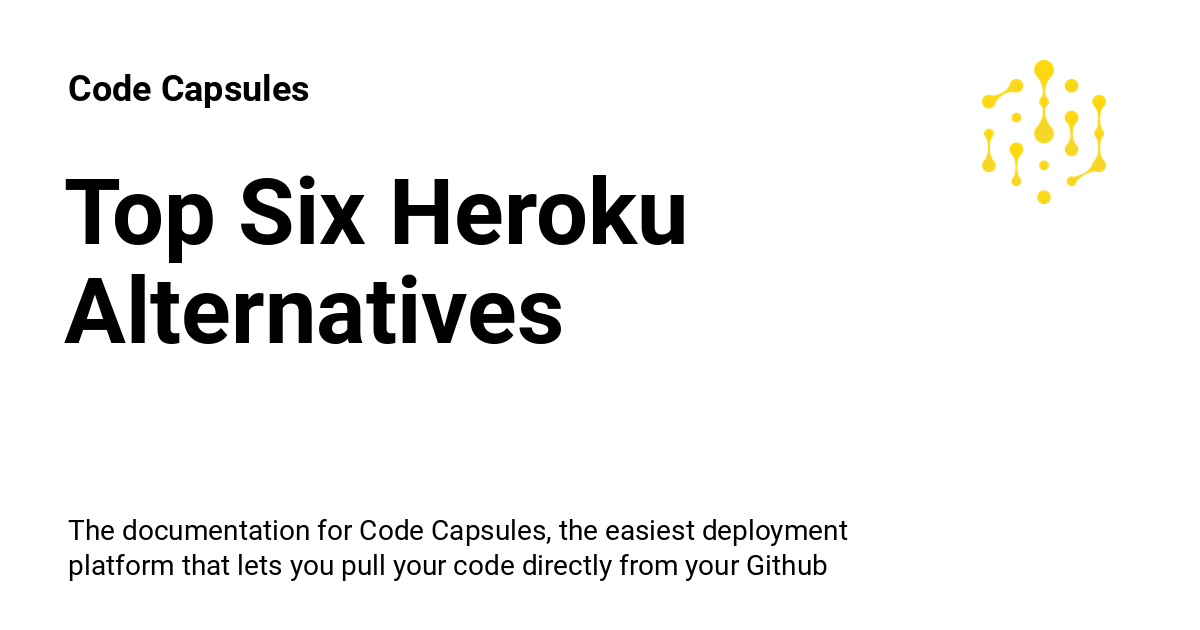 Code Capsules
Top Six Heroku
Alternatives
The documentation for Code Capsules, the easiest deployment
platform that lets you pull your code directly from your Github